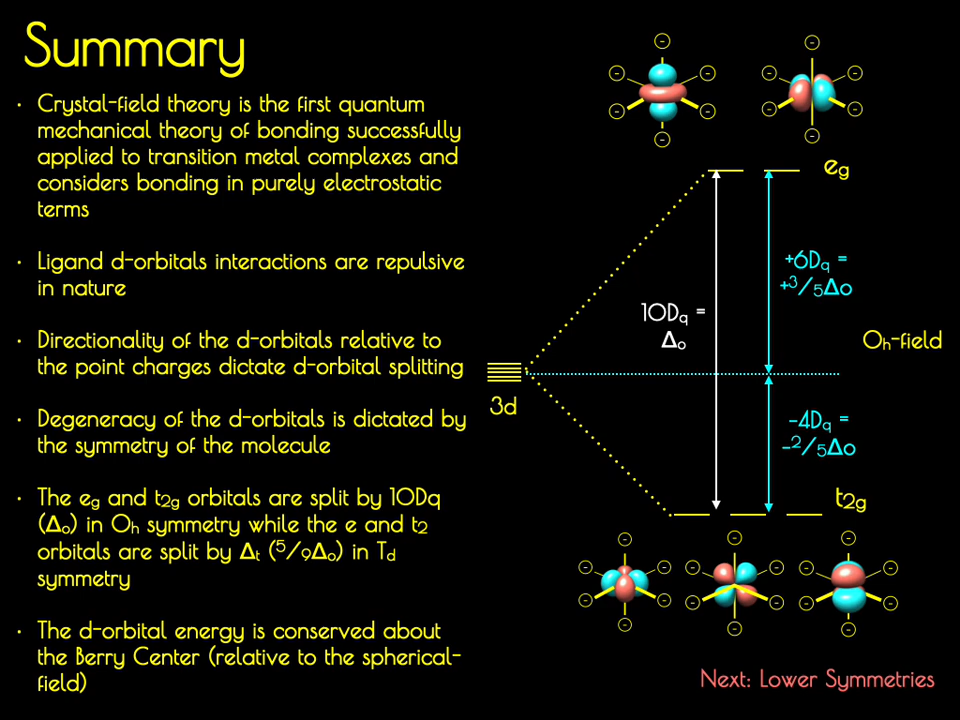 Summary
• Crystal-field theory is the first quantum
mechanical theory of bonding successfully
applied to transition metal complexes and
considers bonding in purely electrostatic
terms
• Ligand d-orbitals interactions are repulsive
in nature
• Directionality of the d-orbitals relative to
the point charges dictate d-orbital splitting
• Degeneracy of the d-orbitals is dictated by
the symmetry of the molecule
• The eg and t2g orbitals are split by 10Dq
(Δo) in Oh symmetry while the e and t2
orbitals are split by Δt (5/9Δo) in Td
symmetry
• The d-orbital energy is conserved about
the Berry Center (relative to the spherical-
field)
eg
+6Dq =
+3/5Δo
10Dq =
Δo
Oh-field
3d
-4Dq =
-2/5Δo
t2g
Next: Lower Symmetries